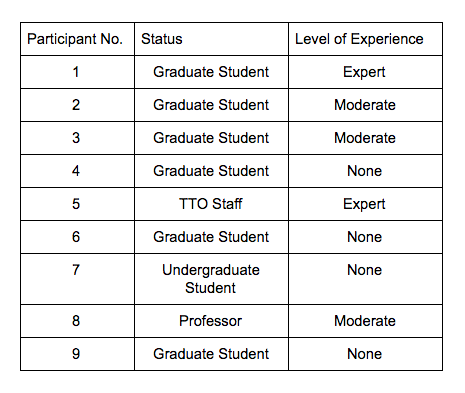 Participant No. Status Level of Experience
1 Graduate Student Expert
2 Graduate Student Moderate
3 Graduate Student Moderate
4 Graduate Student None
5 TTO Staff Expert
6 Graduate Student None
7 Undergraduate None
Student
8 Professor Moderate
9 Graduate Student None